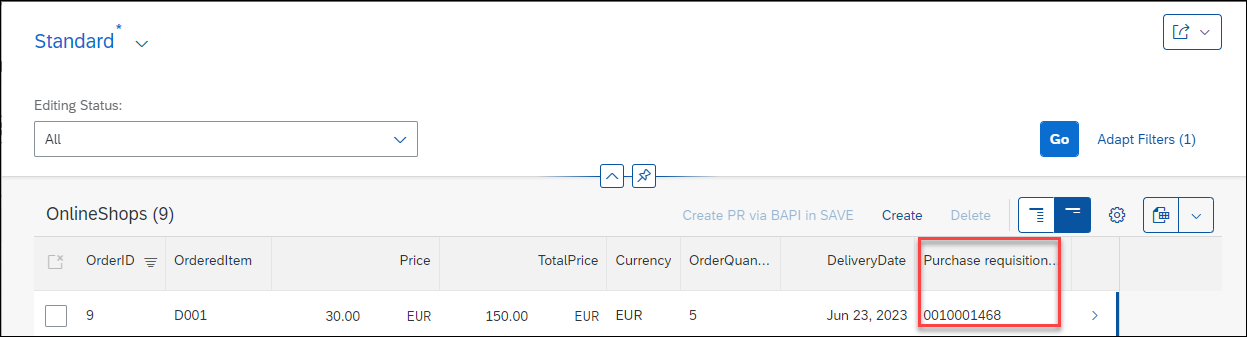 Standard*
Editing Status:
All
Go Adapt Filters (1)
OnlineShops (9) Create PR via BAPI in SAVE Create Delete
OrderID OrderedItem Price TotalPrice Currency OrderQuan... DeliveryDate Purchase requisition...
9 D001 30.00 EUR 150.00 EUR EUR 5 Jun 23, 2023 0010001468